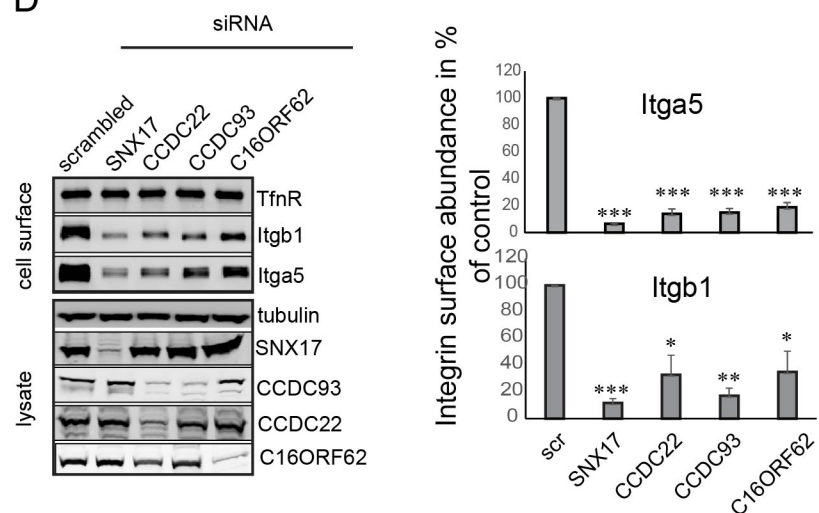 D
siRNA
scrambled
SNX17
CCDC22
CCDC93
C16ORF62
cell surface
TfnR
Itgb1
Itga5
lysate
tubulin
SNX17
CCDC93
CCDC22
C16ORF62
Integrin surface abundance in %
of control
120
100
80
60
40
20
0
Itga5
***
***
***
***
120
100
80
60
40
20
0
Itgb1
***
*
**
*
scr
SNX17
CCDC22
CCDC93
C16ORF62